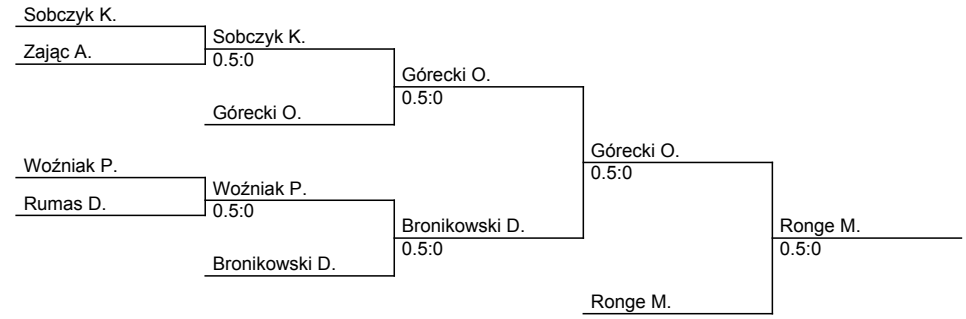 Sobczyk K.
Zając A.
Sobczyk K.
0.5:0
Górecki O.
Górecki O.
0.5:0
Woźniak P.
Rumas D.
Woźniak P.
0.5:0
Bronikowski D.
Bronikowski D.
0.5:0
Górecki O.
0.5:0
Ronge M.
Ronge M.
0.5:0